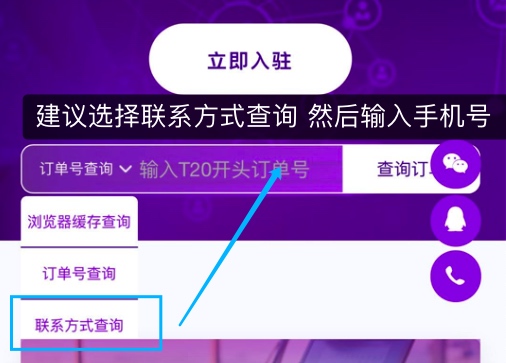 立即入驻
建议选择联系方式查询 然后输入手机号
订单号查询 输入T20开头订单号 查询订
浏览器缓存查询
订单号查询
联系方式查询